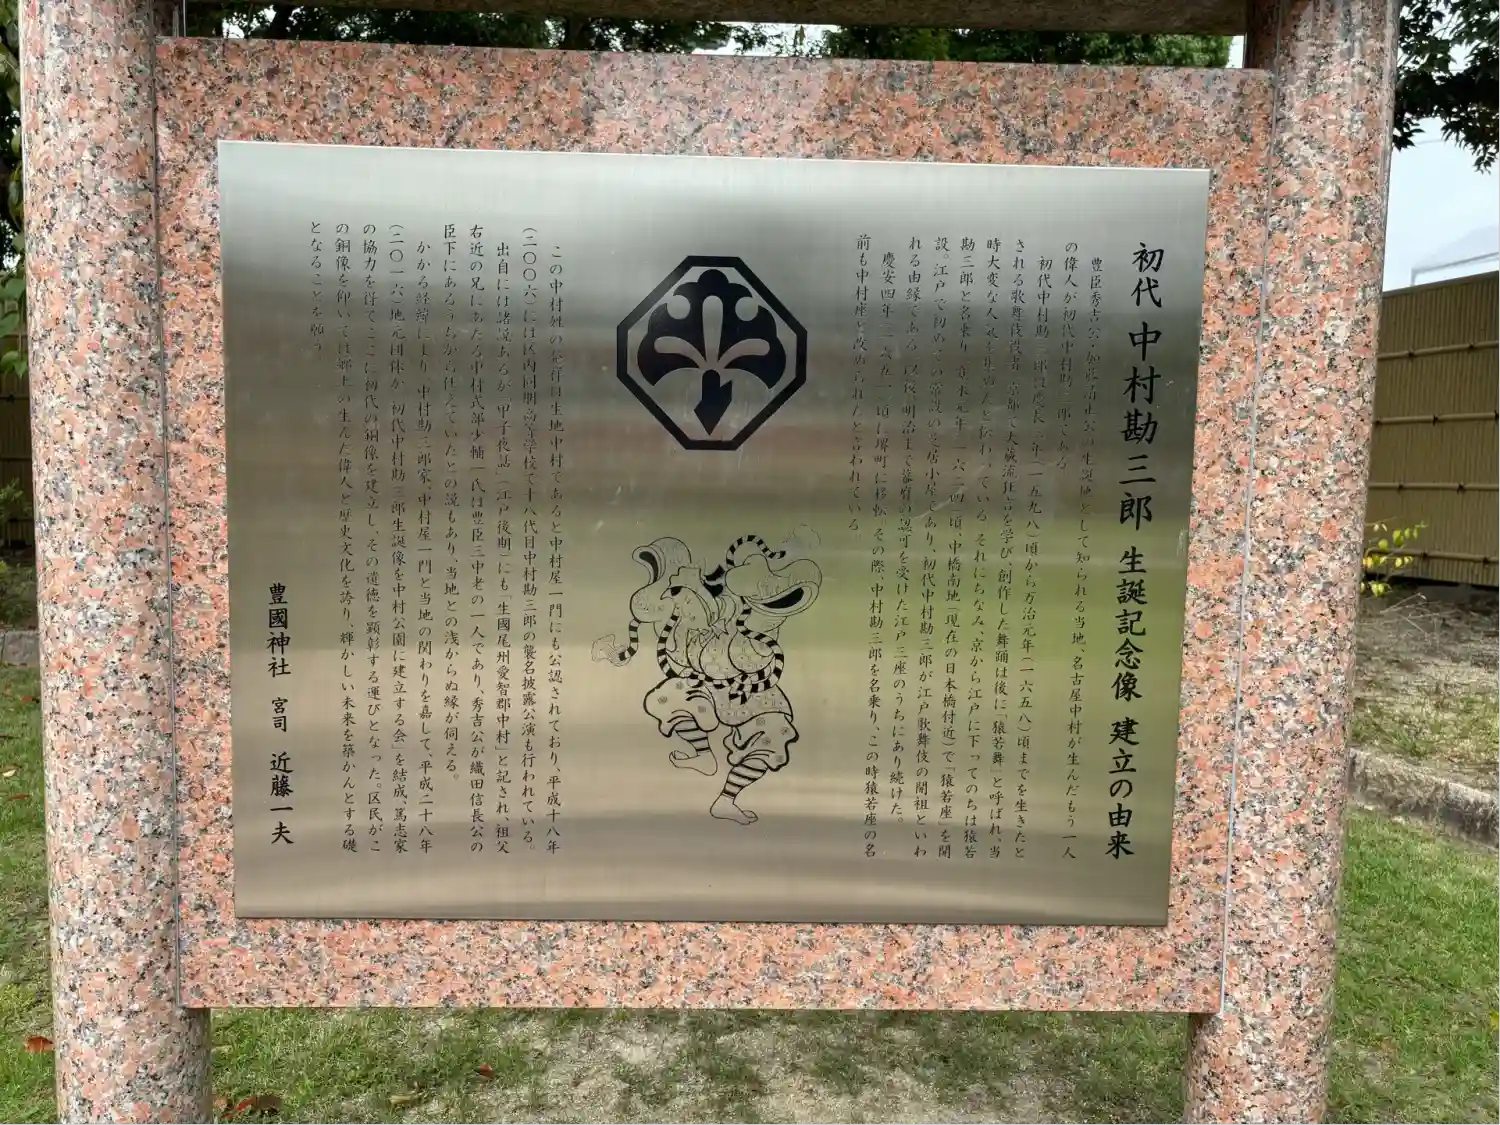 初代 中村勘三郎 生誕記念像 建立の由来
豊臣秀吉公・加藤清正公の生誕地として知られる当地、名古屋中村が生んだもう一人
の偉人が初代中村勘三郎である。
初代中村勘三郎は慶長三年(一五九八)頃から万治元年(一六五八)頃までを生きたと
される歌舞伎役者。京都で大蔵流狂言を学び、創作した舞踊は後に「猿若舞」と呼ばれ、当
時大変な人気を集めたと伝わっている。それにちなみ、京から江戸に下ってのちは猿若
勘三郎と名乗り、寛永元年(一六二四)頃、中橋南地(現在の日本橋付近)で「猿若座」を開
設。江戸で初めての常設の芝居小屋であり、初代中村勘三郎が江戸歌舞伎の開祖といわ
れる由縁である。以後、明治まで幕府の認可を受けた江戸三座のうちにあり続けた。
慶安四年(一六五一)頃に堺町に移転。その際、中村勘三郎を名乗り、この時猿若座の名
前も中村座と改められたと言われている。
この中村姓の発祥は生地中村であると中村屋一門にも公認されており、平成十八年
(二〇〇六)には区内同朋高等学校で十八代目中村勘三郎の襲名披露公演も行われている。
出自には諸説あるが「甲子夜話(江戸後期)にも「生國尾州愛智郡中村」と記され、祖父
右近の兄にあたる中村式部少輔一氏は豊臣三中老の一人であり、秀吉公が織田信長公の
臣下にあるうちから仕えていたとの説もあり、当地との浅からぬ縁が伺える。
かかる経緯により、中村勘三郎家、中村屋一門と当地の関わりを嘉して、平成二十八年
(二〇一六)地元団体が「初代中村勘三郎生誕像を中村公園に建立する会」を結成、篤志家
の協力を得てここに初代の銅像を建立し、その遺徳を顕彰する運びとなった。区民がこ
の銅像を仰いでは郷土の生んだ偉人と歴史文化を誇り、輝かしい未来を築かんとする礎
となることを願う
豊國神社 宮司 近藤一夫